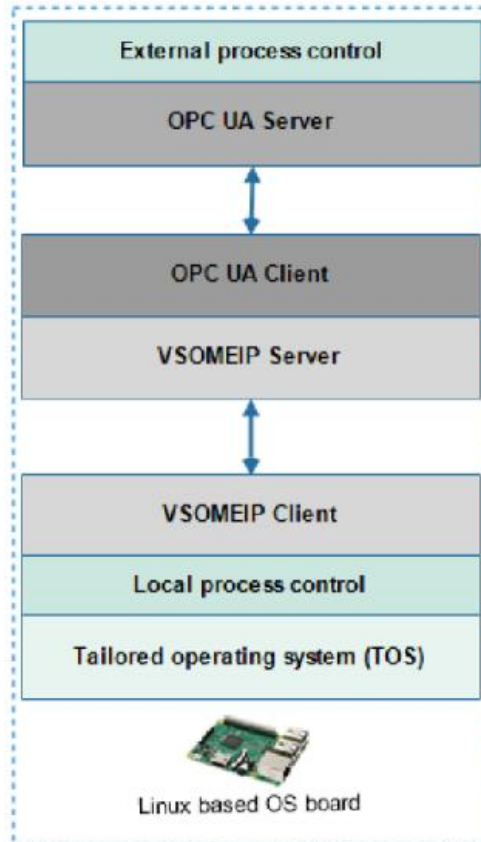 External process control
OPC UA Server
OPC UA Client
VSOMEIP Server
VSOMEIP Client
Local process control
Tailored operating system (TOS)
Linux based OS board